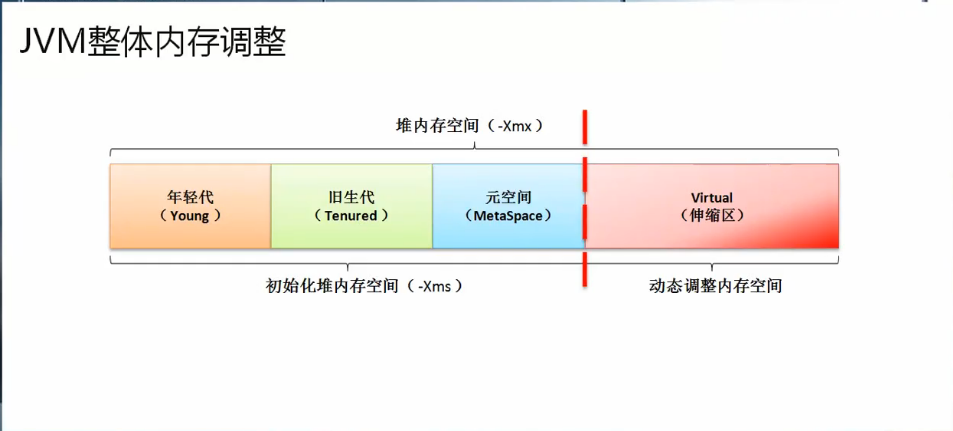 JVM整体内存调整
堆内存空间（-Xmx）
年轻代
（Young）
旧生代
（Tenured）
元空间
（MetaSpace）
Virtual
（伸缩区）
初始化堆内存空间（-Xms）
动态调整内存空间